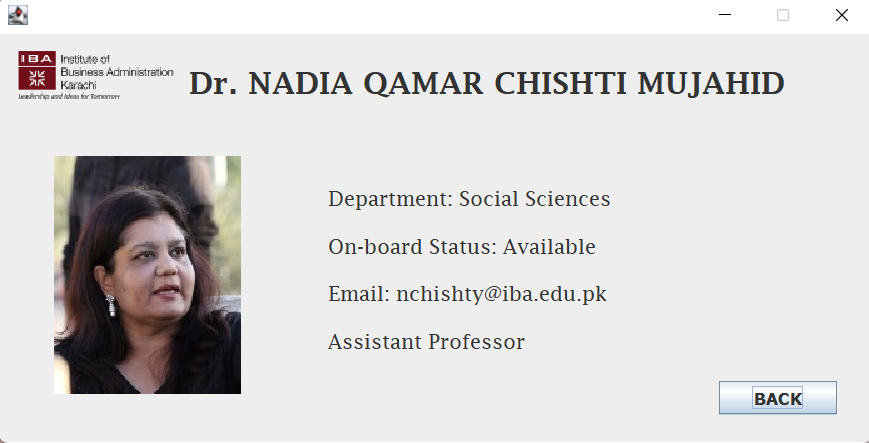 IBA
Institute of
Business Administration
Karachi
Leadership and Ideas for Tomorrow
Dr. NADIA QAMAR CHISHTI MUJAHID
Department: Social Sciences
On-board Status: Available
Email: nchishty@iba.edu.pk
Assistant Professor
BACK